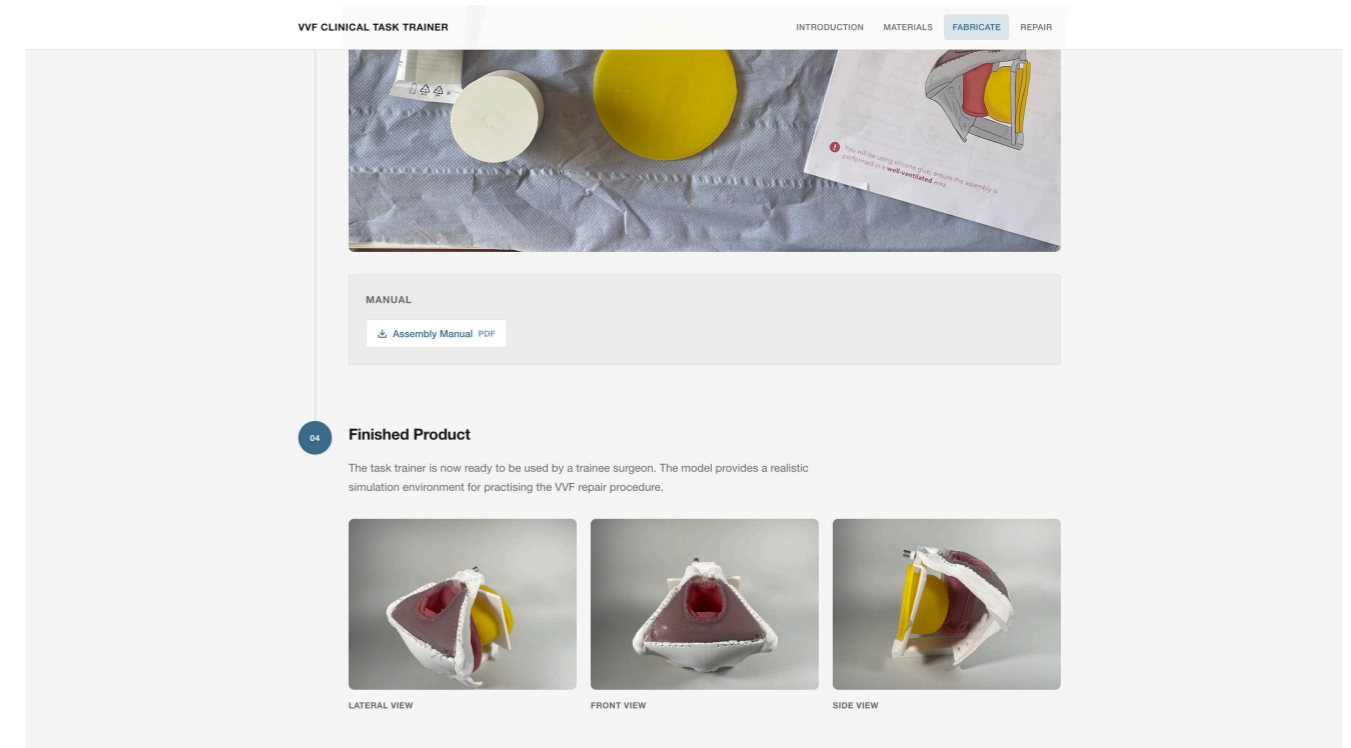 VVF CLINICAL TASK TRAINER
INTRODUCTION
MATERIALS
FABRICATE
REPAIR
You will be using silicone glue, ensure the assembly is
performed in a well-ventilated area.
MANUAL
Assembly Manual PDF
04
Finished Product
The task trainer is now ready to be used by a trainee surgeon. The model provides a realistic
simulation environment for practising the VVF repair procedure.
LATERAL VIEW
FRONT VIEW
SIDE VIEW